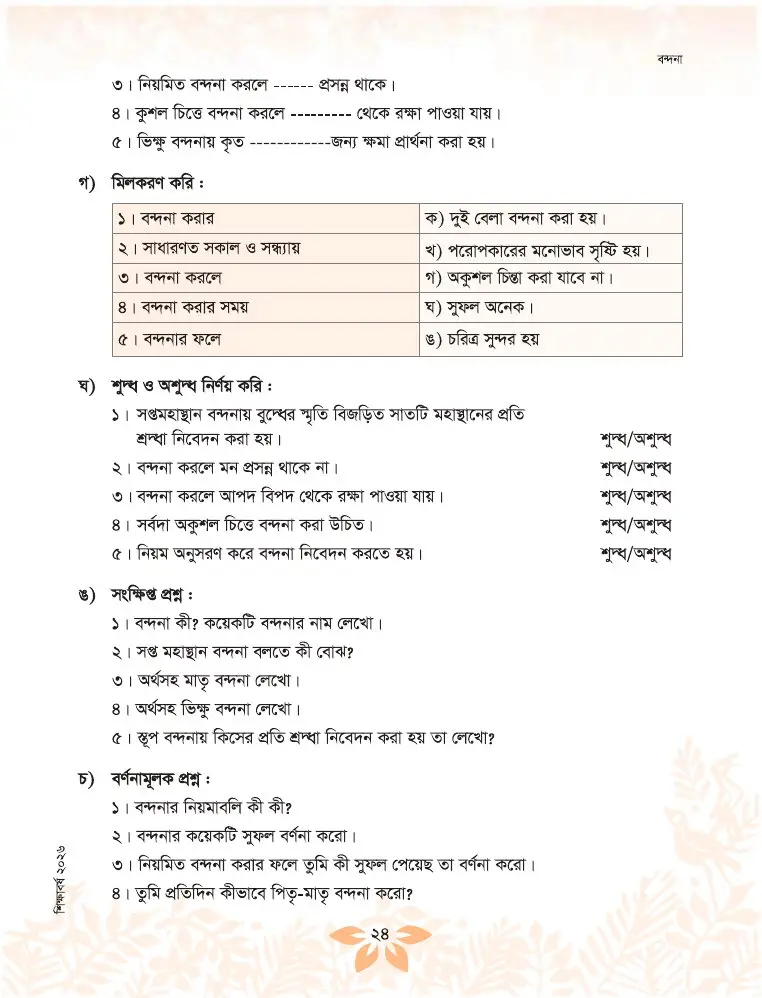 বন্দনা
৩। নিয়মিত বন্দনা করলে ------ প্রসন্ন থাকে।
৪। কুশল চিত্তে বন্দনা করলে --------- থেকে রক্ষা পাওয়া যায়।
৫। ভিক্ষু বন্দনায় কৃত ------------জন্য ক্ষমা প্রার্থনা করা হয়।
গ) মিলকরণ করি :
১। বন্দনা করার ক) দুই বেলা বন্দনা করা হয়।
২। সাধারণত সকাল ও সন্ধ্যায় খ) পরোপকারের মনোভাব সৃষ্টি হয়।
৩। বন্দনা করলে গ) অকুশল চিন্তা করা যাবে না।
৪। বন্দনা করার সময় ঘ) সুফল অনেক।
৫। বন্দনার ফলে ঙ) চরিত্র সুন্দর হয়
ঘ) শুদ্ধ ও অশুদ্ধ নির্ণয় করি :
১। সপ্তমহাস্থান বন্দনায় বুদ্ধের স্মৃতি বিজড়িত সাতটি মহাস্থানের প্রতি
শ্রদ্ধা নিবেদন করা হয়। শুদ্ধ/অশুদ্ধ
২। বন্দনা করলে মন প্রসন্ন থাকে না। শুদ্ধ/অশুদ্ধ
৩। বন্দনা করলে আপদ বিপদ থেকে রক্ষা পাওয়া যায়। শুদ্ধ/অশুদ্ধ
৪। সর্বদা অকুশল চিত্তে বন্দনা করা উচিত। শুদ্ধ/অশুদ্ধ
৫। নিয়ম অনুসরণ করে বন্দনা নিবেদন করতে হয়। শুদ্ধ/অশুদ্ধ
ঙ) সংক্ষিপ্ত প্রশ্ন :
১। বন্দনা কী? কয়েকটি বন্দনার নাম লেখো।
২। সপ্ত মহাস্থান বন্দনা বলতে কী বোঝ?
৩। অর্থসহ মাতৃ বন্দনা লেখো।
৪। অর্থসহ ভিক্ষু বন্দনা লেখো।
৫। স্তূপ বন্দনায় কিসের প্রতি শ্রদ্ধা নিবেদন করা হয় তা লেখো?
চ) বর্ণনামূলক প্রশ্ন :
১। বন্দনার নিয়মাবলি কী কী?
২। বন্দনার কয়েকটি সুফল বর্ণনা করো।
৩। নিয়মিত বন্দনা করার ফলে তুমি কী সুফল পেয়েছ তা বর্ণনা করো।
৪। তুমি প্রতিদিন কীভাবে পিতৃ-মাতৃ বন্দনা করো?
শিক্ষাবর্ষ ২০২৬
২৪